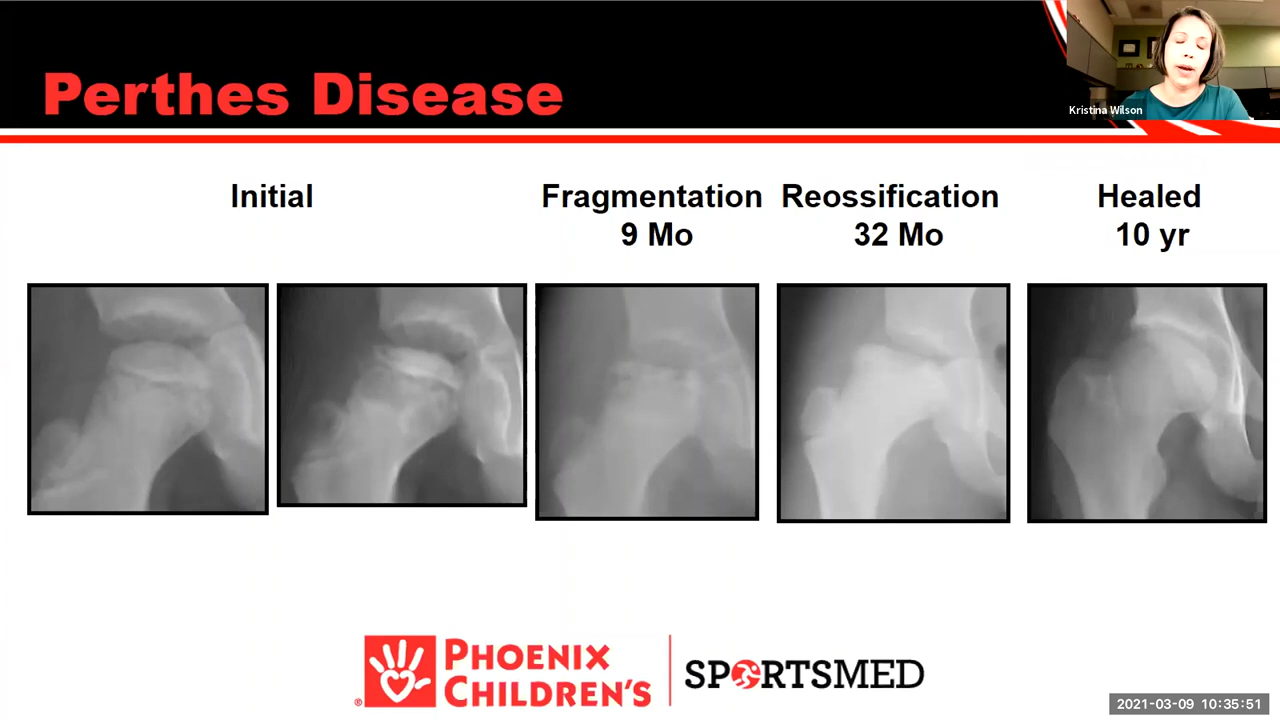 Perthes Disease
Kristina Wilson
Initial
Fragmentation
9 Mo
Reossification
32 Mo
Healed
10 yr
PHOENIX
CHILDREN'S
®
SPORTSMED
2021-03-09 10:35:51